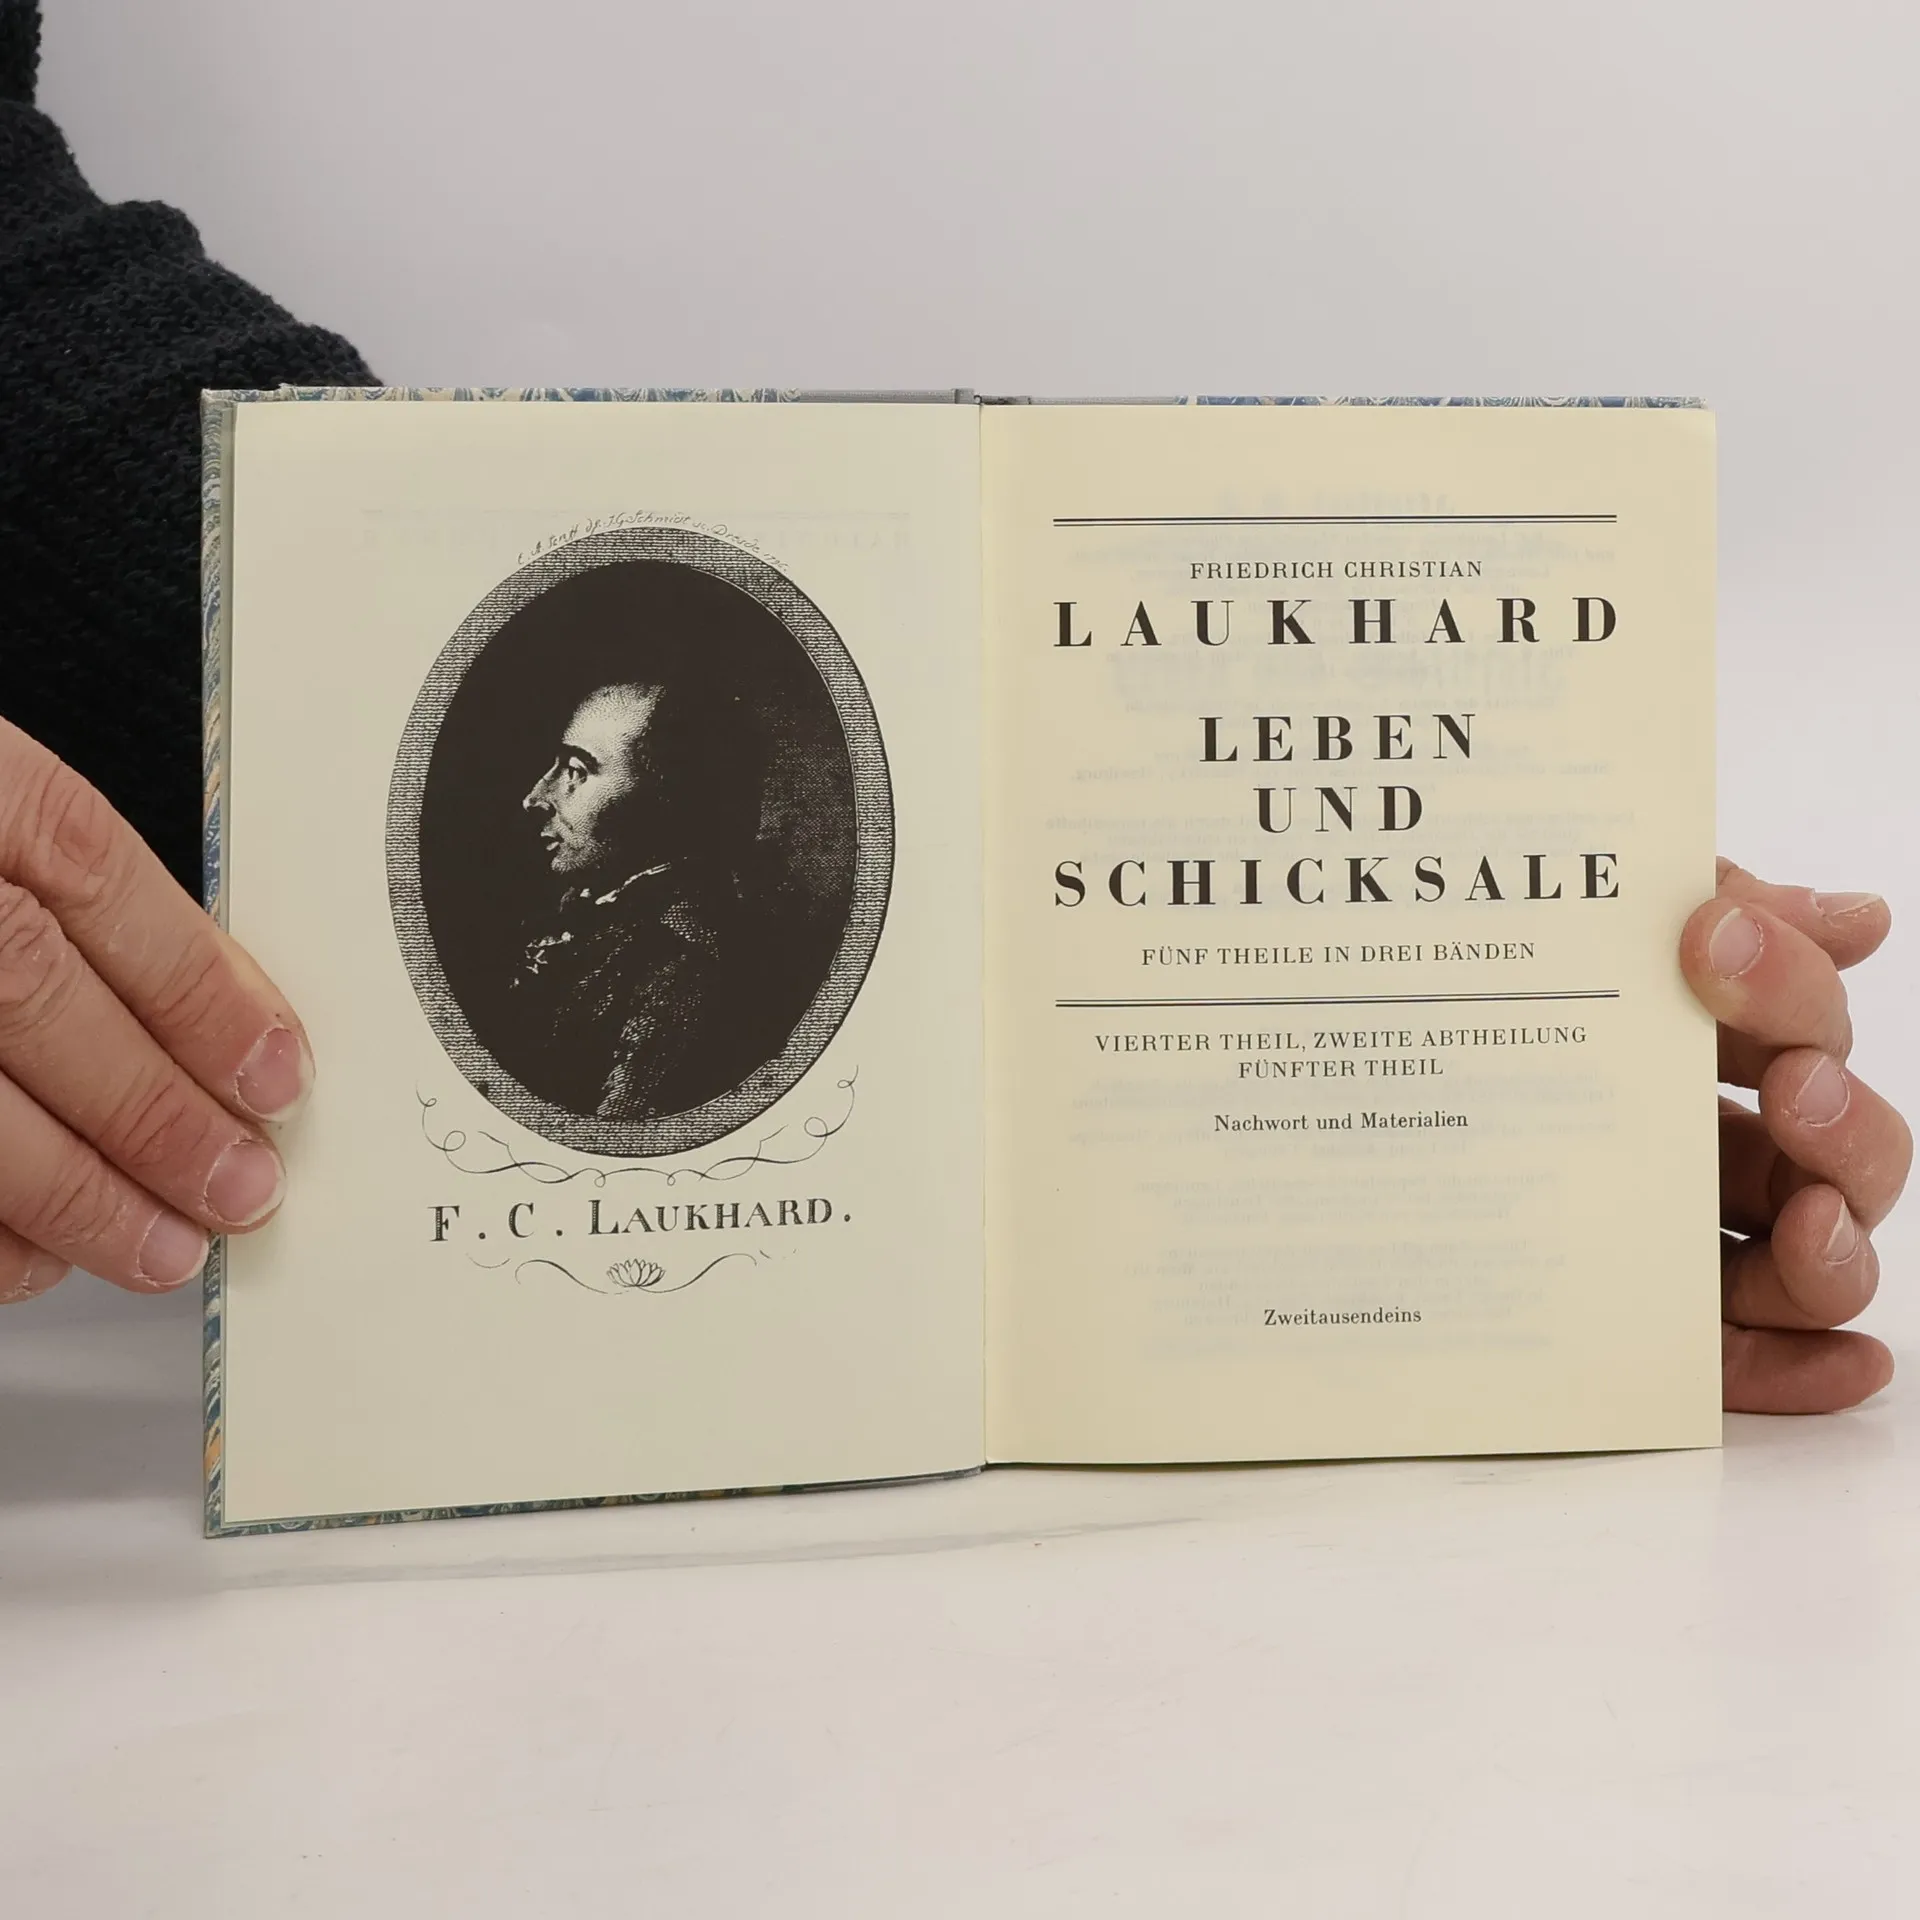 F. C. LAUKHARD.
FRIEDRICH CHRISTIAN
LAUKHARD
LEBEN
UND
SCHICKSALE
FÜNF THEILE IN DREI BÄNDEN
VIERTER THEIL, ZWEITE ABTHEILUNG
FÜNFTER THEIL
Nachwort und Materialien
Zweitausendeins